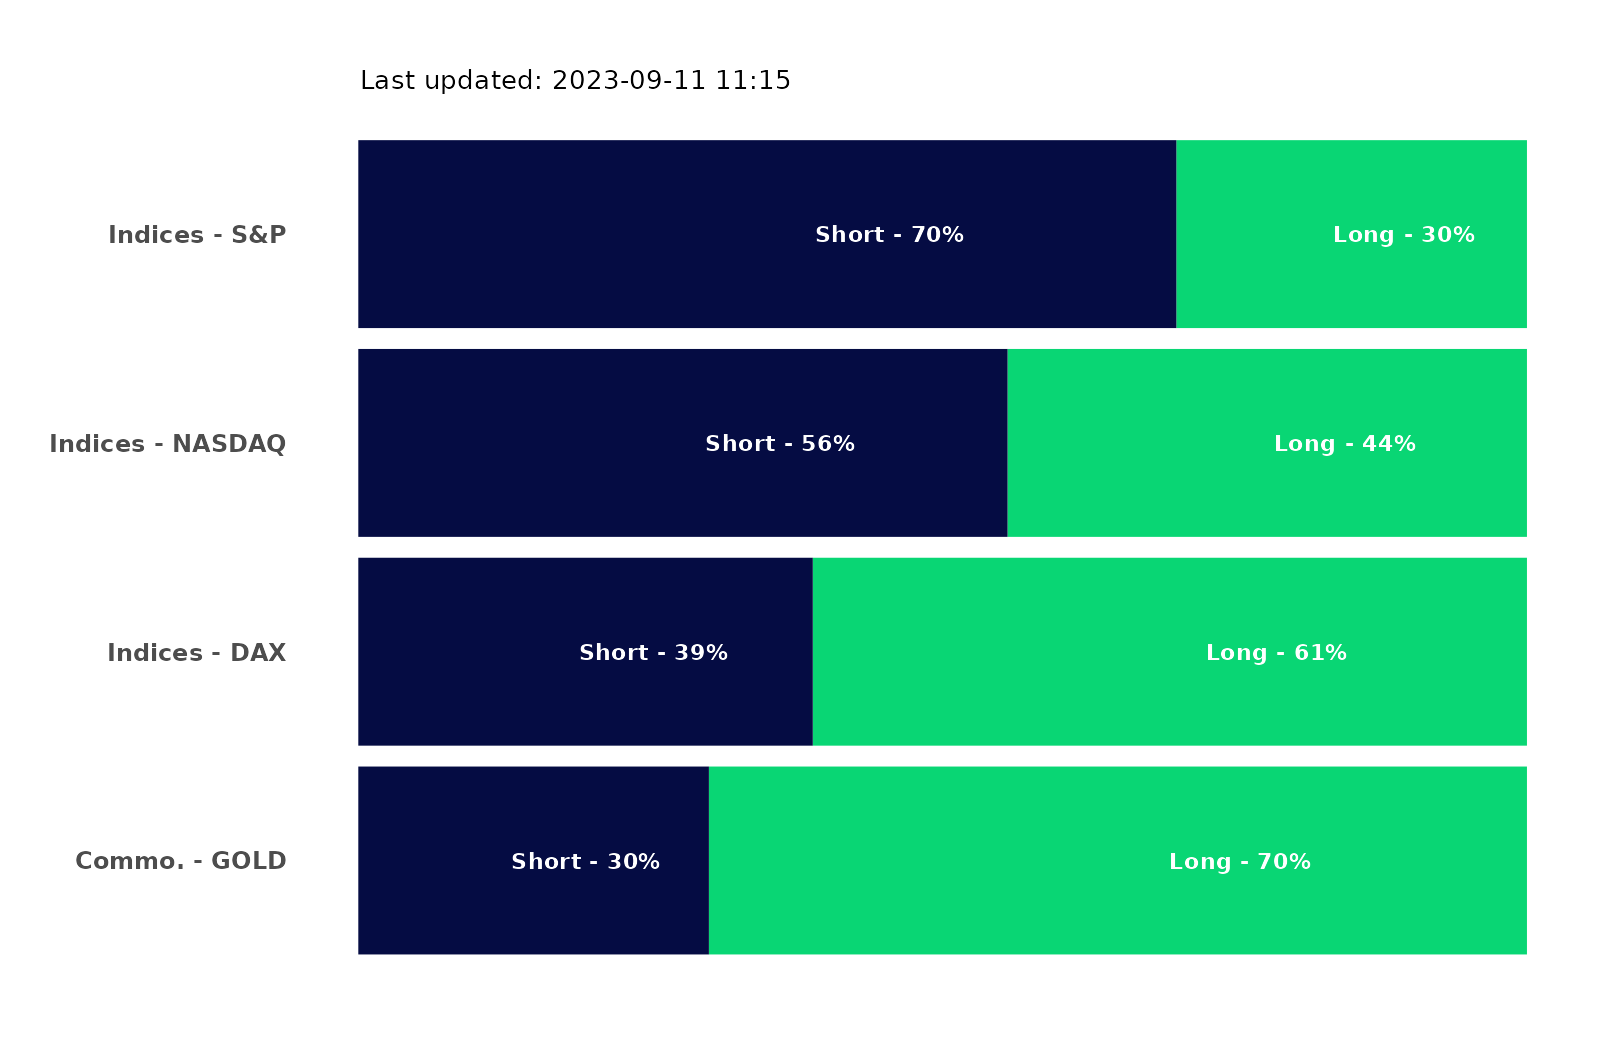 Last updated: 2023-09-11 11:15
Indices - S&P Short - 70% Long - 30%
Indices - NASDAQ Short - 56% Long - 44%
Indices - DAX Short - 39% Long - 61%
Commo. - GOLD Short - 30% Long - 70%